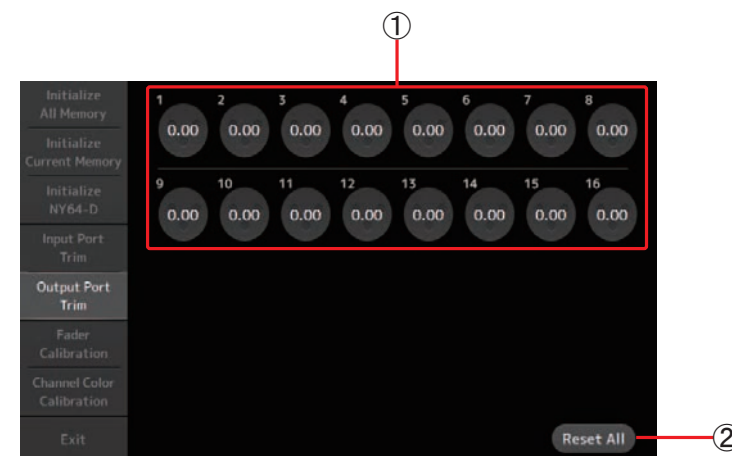 ①
Initialize
All Memory
Initialize
Current Memory
Initialize
NY64-D
Input Port
Trim
Output Port
Trim
Fader
Calibration
Channel Color
Calibration
Exit
1 2 3 4 5 6 7 8
0.00 0.00 0.00 0.00 0.00 0.00 0.00 0.00
9 10 11 12 13 14 15 16
0.00 0.00 0.00 0.00 0.00 0.00 0.00 0.00
Reset All
②